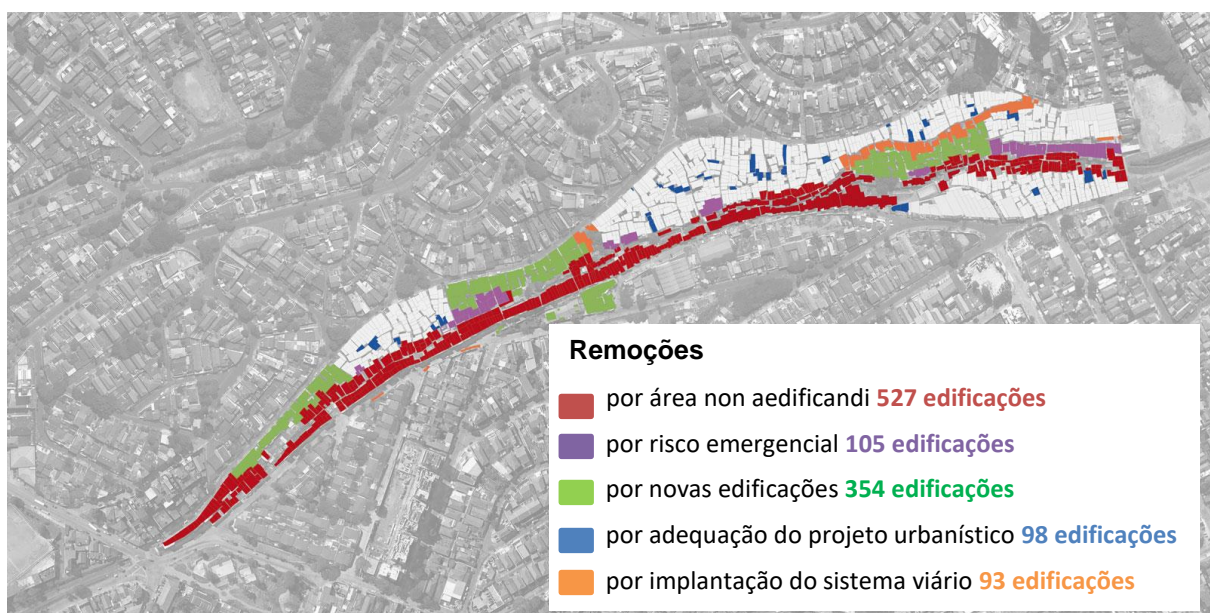 Remoções
por área non aedificandi 527 edificações
por risco emergencial 105 edificações
por novas edificações 354 edificações
por adequação do projeto urbanístico 98 edificações
por implantação do sistema viário 93 edificações